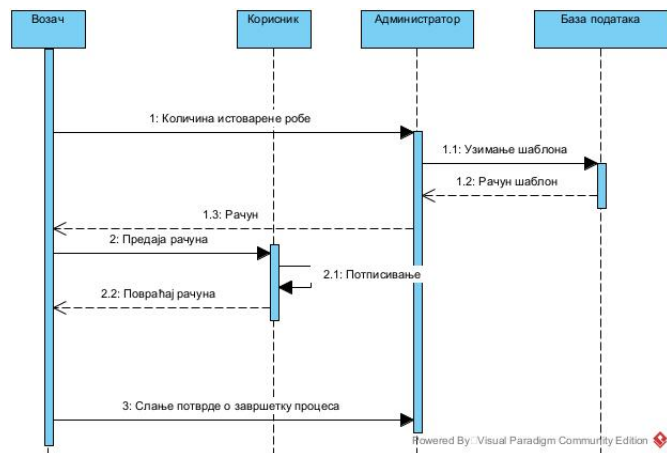 Возач
Корисник
Администратор
База података
1: Количина истоварене робе
1.1: Узимање шаблона
1.2: Рачун шаблон
1.3: Рачун
2: Предаја рачуна
2.1: Потписивање
2.2: Повраћај рачуна
3: Слање потврде о завршетку процеса
Powered By Visual Paradigm Community Edition